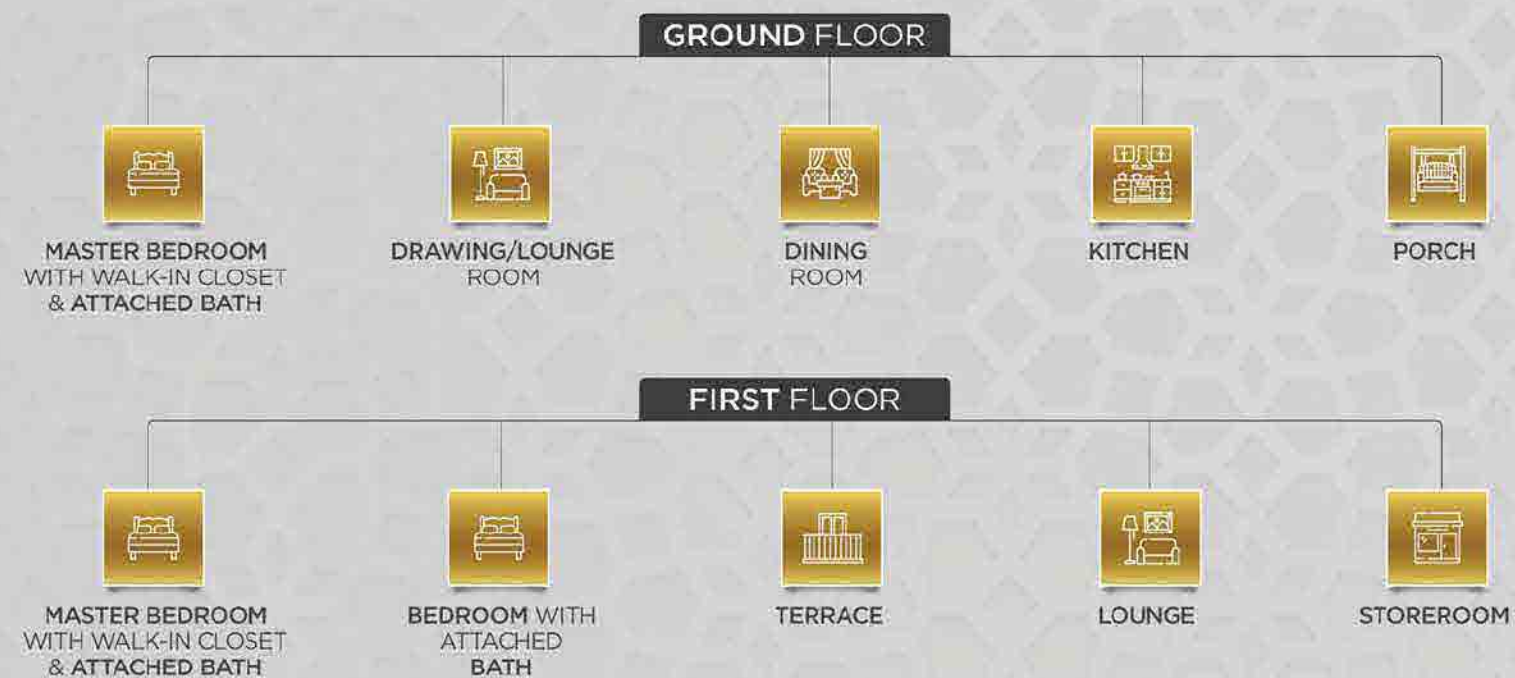 GROUND FLOOR
MASTER BEDROOM
WITH WALK-IN CLOSET
& ATTACHED BATH
DRAWING/LOUNGE
ROOM
DINING
ROOM
KITCHEN
PORCH
FIRST FLOOR
MASTER BEDROOM
WITH WALK-IN CLOSET
& ATTACHED BATH
BEDROOM WITH
ATTACHED
BATH
TERRACE
LOUNGE
STOREROOM